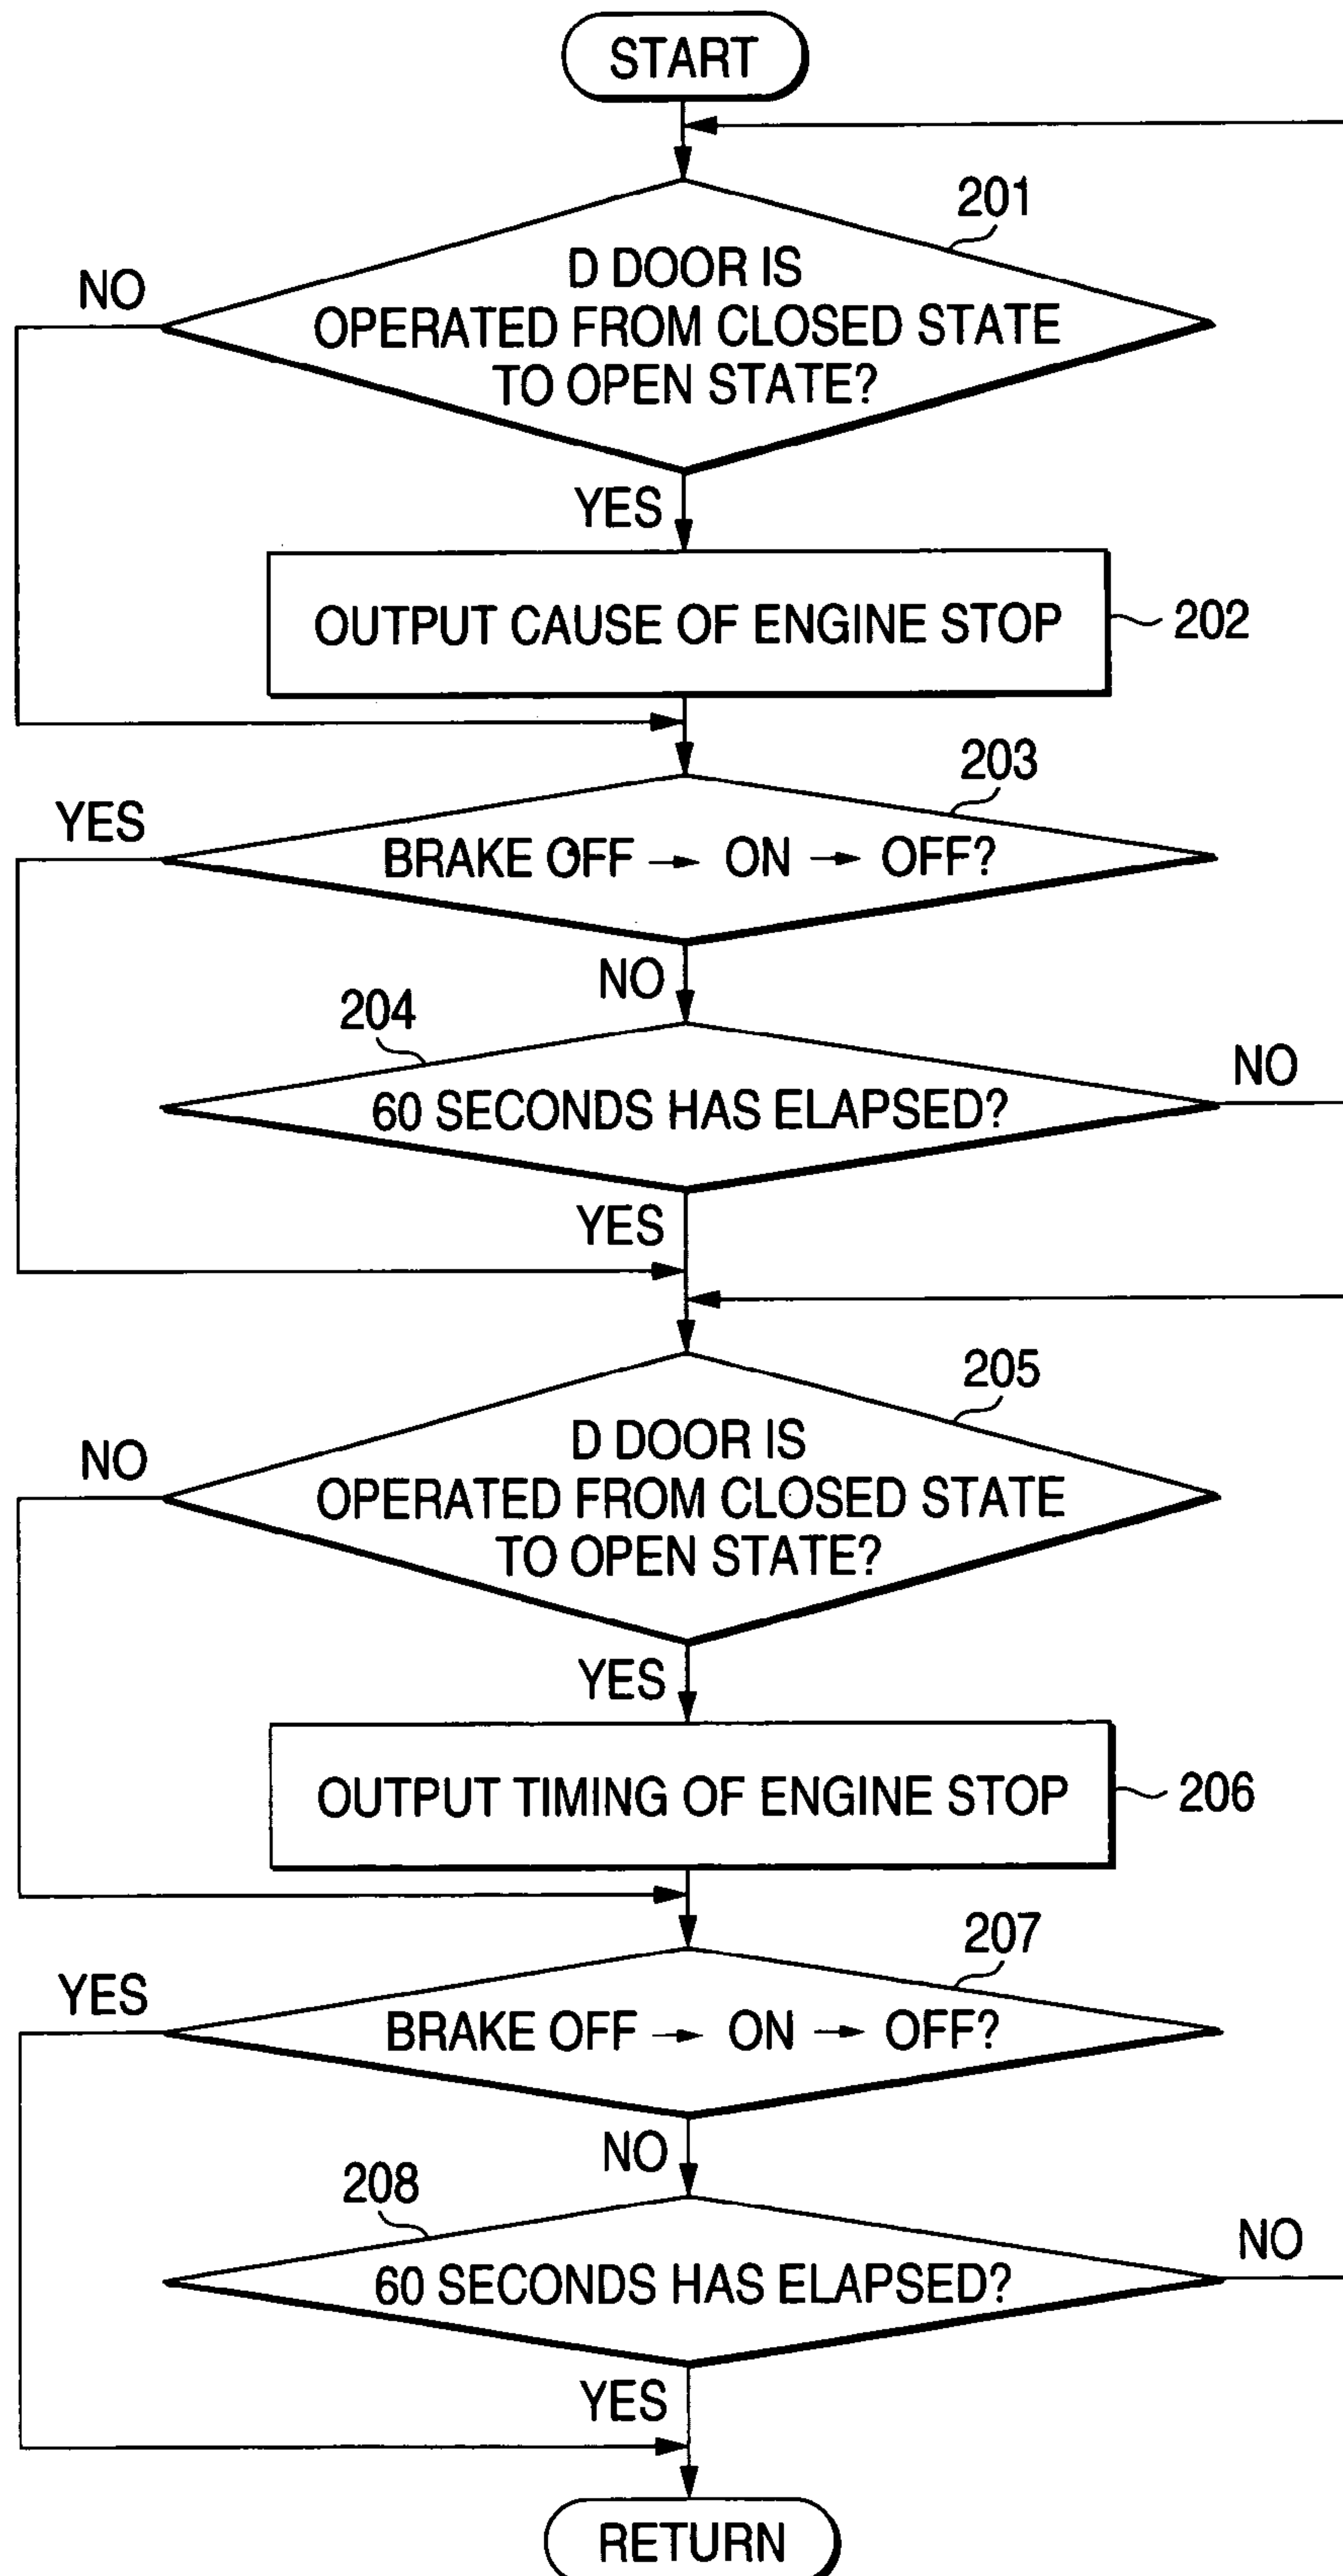 START
201
D DOOR IS
OPERATED FROM CLOSED STATE
TO OPEN STATE?
NO
YES
OUTPUT CAUSE OF ENGINE STOP
202
203
YES
BRAKE OFF → ON → OFF?
NO
204
60 SECONDS HAS ELAPSED?
NO
YES
205
D DOOR IS
OPERATED FROM CLOSED STATE
TO OPEN STATE?
NO
YES
OUTPUT TIMING OF ENGINE STOP
206
207
YES
BRAKE OFF → ON → OFF?
NO
208
60 SECONDS HAS ELAPSED?
NO
YES
RETURN